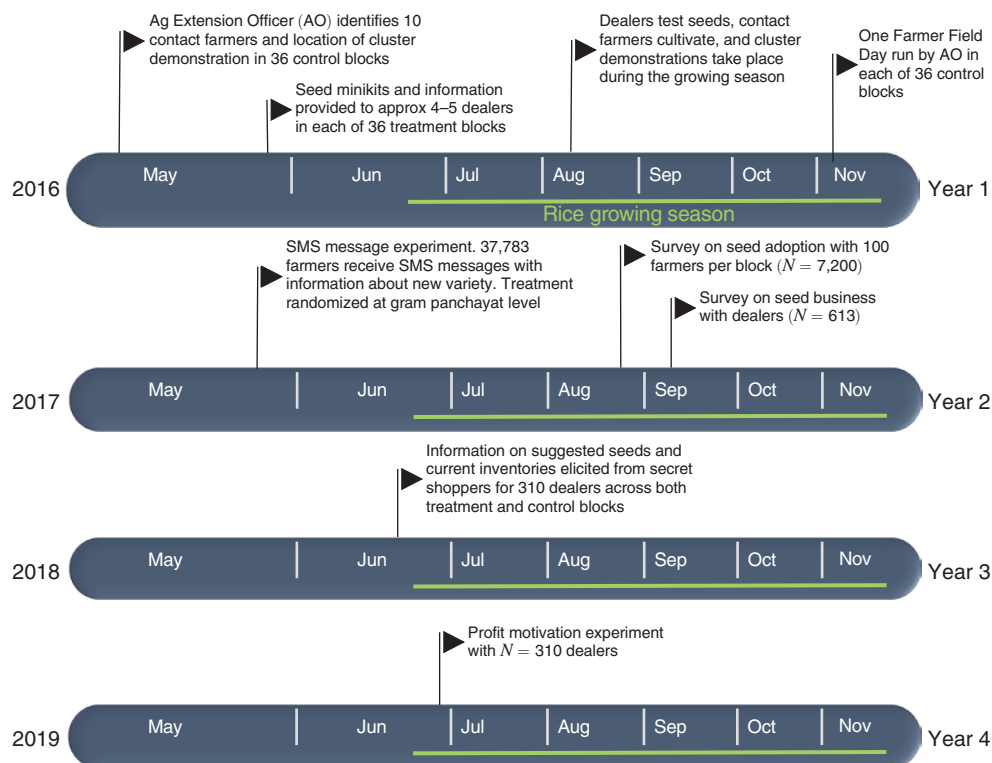 Ag Extension Officer (AO) identifies 10
contact farmers and location of cluster
demonstration in 36 control blocks
Seed minikits and information
provided to approx 4–5 dealers
in each of 36 treatment blocks
Dealers test seeds, contact
farmers cultivate, and cluster
demonstrations take place
during the growing season
One Farmer Field
Day run by AO in
each of 36 control
blocks
2016
May
Jun
Jul
Aug
Sep
Oct
Nov
Year 1
Rice growing season
SMS message experiment. 37,783
farmers receive SMS messages with
information about new variety. Treatment
randomized at gram panchayat level
Survey on seed adoption with 100
farmers per block (N = 7,200)
Survey on seed business
with dealers (N = 613)
2017
May
Jun
Jul
Aug
Sep
Oct
Nov
Year 2
Information on suggested seeds and
current inventories elicited from secret
shoppers for 310 dealers across both
treatment and control blocks
2018
May
Jun
Jul
Aug
Sep
Oct
Nov
Year 3
Profit motivation experiment
with N = 310 dealers
2019
May
Jun
Jul
Aug
Sep
Oct
Nov
Year 4